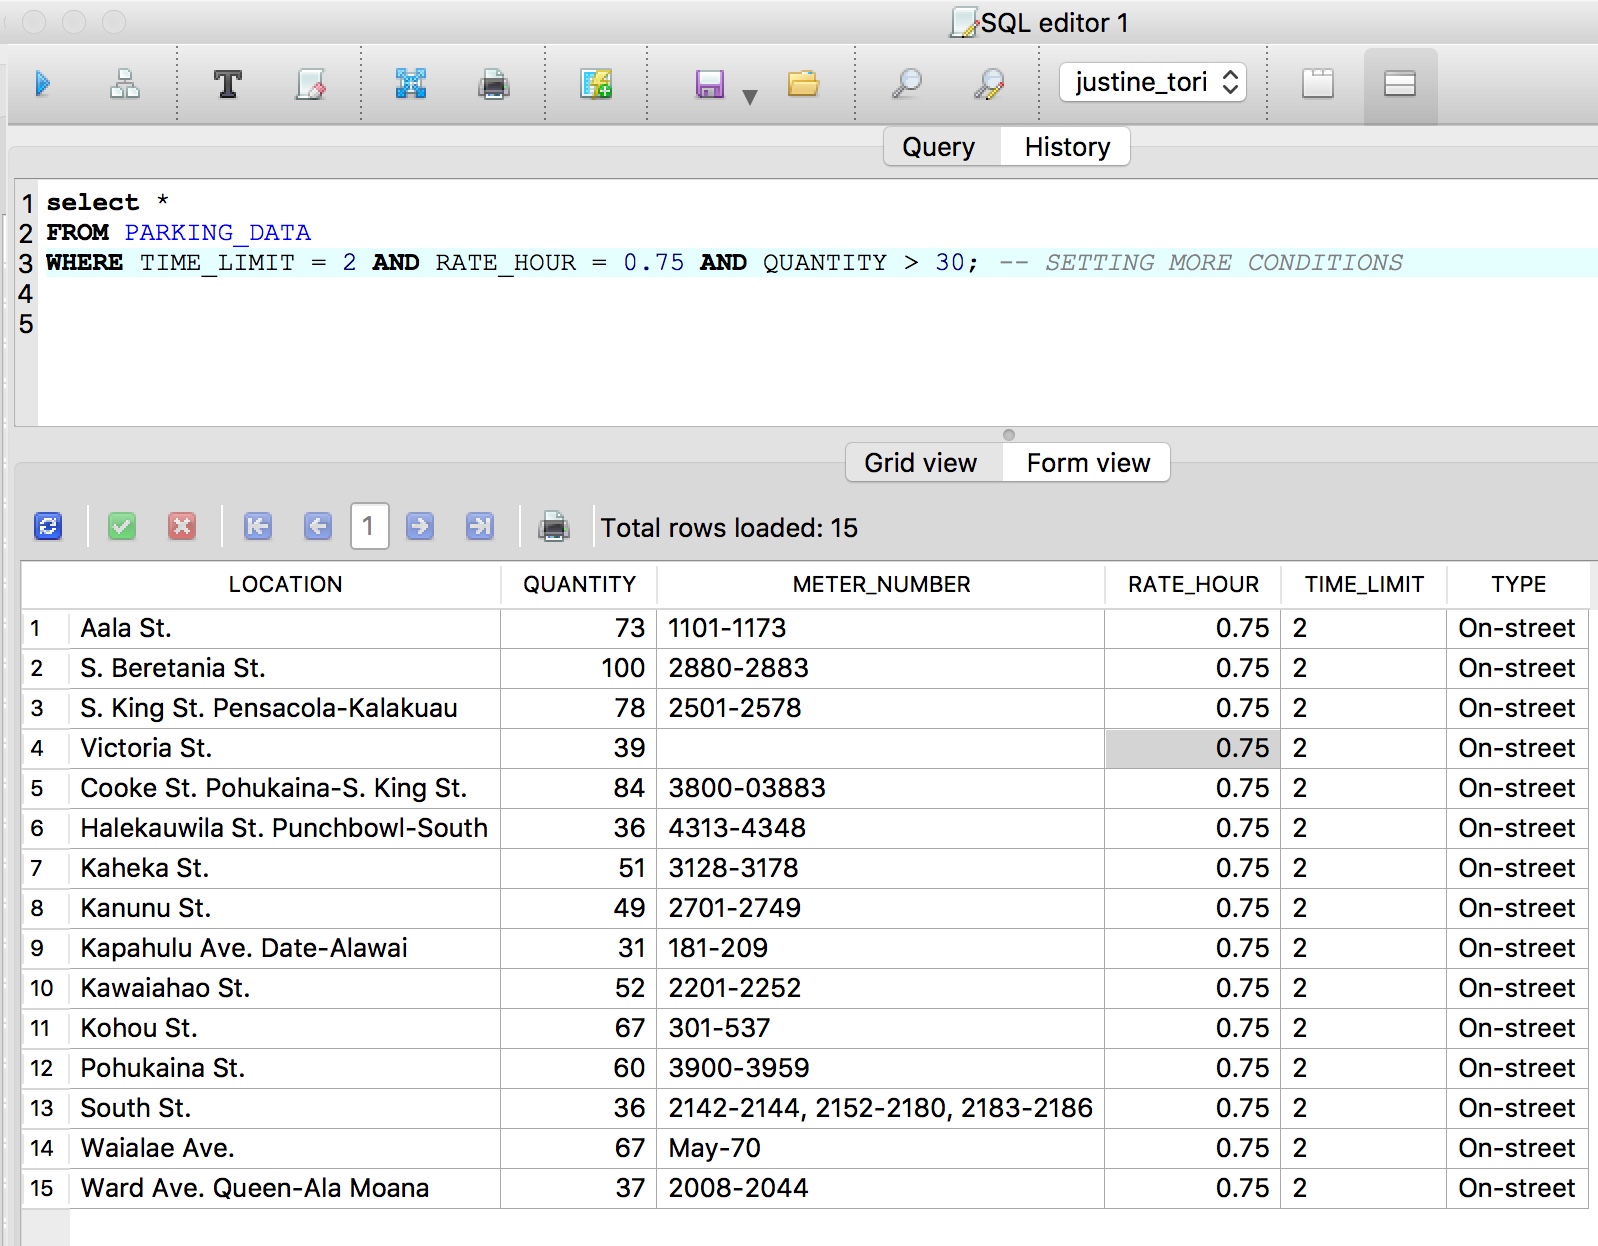 SQL editor 1
T
justine_tori
Query History
1 select *
2 FROM PARKING_DATA
3 WHERE TIME_LIMIT = 2 AND RATE_HOUR = 0.75 AND QUANTITY > 30; -- SETTING MORE CONDITIONS
4
5
Grid view Form view
1 Total rows loaded: 15
LOCATION QUANTITY METER_NUMBER RATE_HOUR TIME_LIMIT TYPE
1 Aala St. 73 1101-1173 0.75 2 On-street
2 S. Beretania St. 100 2880-2883 0.75 2 On-street
3 S. King St. Pensacola-Kalakuau 78 2501-2578 0.75 2 On-street
4 Victoria St. 39 0.75 2 On-street
5 Cooke St. Pohukaina-S. King St. 84 3800-03883 0.75 2 On-street
6 Halekauwila St. Punchbowl-South 36 4313-4348 0.75 2 On-street
7 Kaheka St. 51 3128-3178 0.75 2 On-street
8 Kanunu St. 49 2701-2749 0.75 2 On-street
9 Kapahulu Ave. Date-Alawai 31 181-209 0.75 2 On-street
10 Kawaiahao St. 52 2201-2252 0.75 2 On-street
11 Kohou St. 67 301-537 0.75 2 On-street
12 Pohukaina St. 60 3900-3959 0.75 2 On-street
13 South St. 36 2142-2144, 2152-2180, 2183-2186 0.75 2 On-street
14 Waialae Ave. 67 May-70 0.75 2 On-street
15 Ward Ave. Queen-Ala Moana 37 2008-2044 0.75 2 On-street